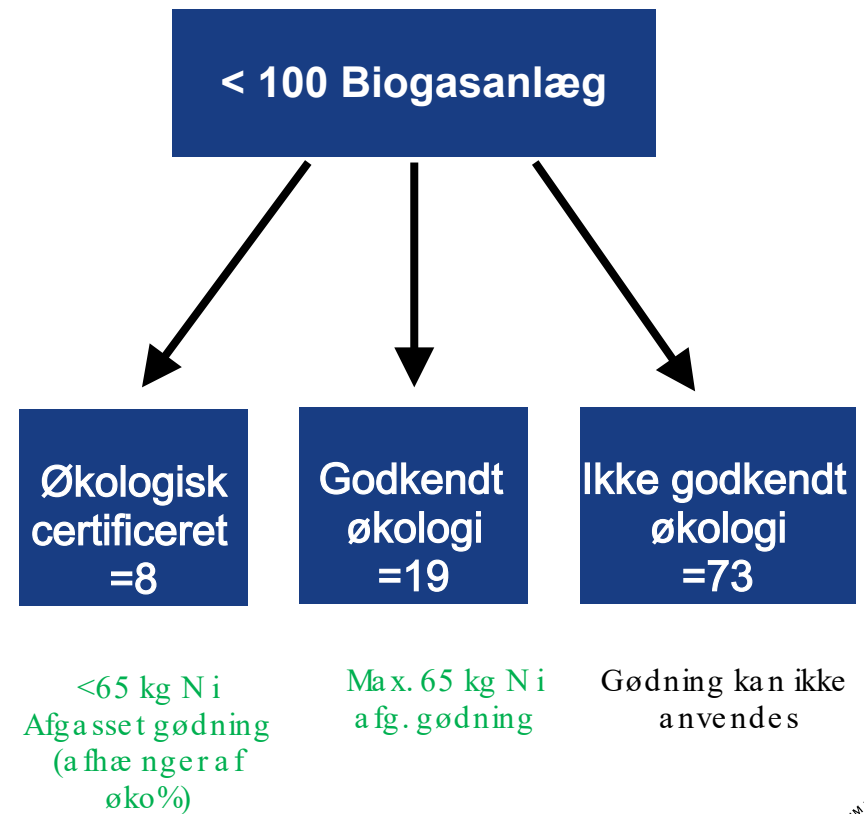 < 100 Biogasanlæg
Økologisk
certificeret
=8
Godkendt
økologi
=19
Ikke godkendt
økologi
=73
<65 kg N i
Afgasset gødning
(afhænger af
øko%)
Max. 65 kg N i
afg. gødning
Gødning kan ikke
anvendes